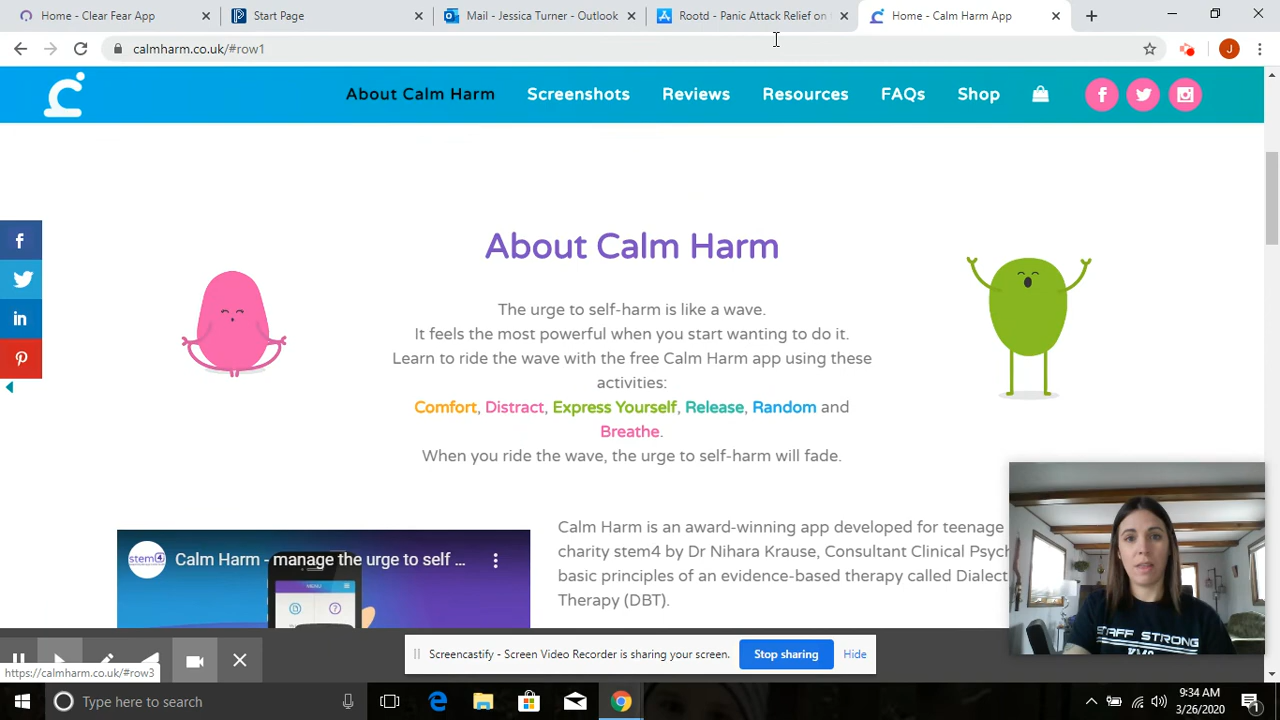 Home - Clear Fear App
Start Page
Mail - Jessica Turner - Outlook
Rootd - Panic Attack Relief on
Home - Calm Harm App
calmharm.co.uk/#row1
J
About Calm Harm
Screenshots
Reviews
Resources
FAQs
Shop
About Calm Harm
The urge to self-harm is like a wave.
It feels the most powerful when you start wanting to do it.
Learn to ride the wave with the free Calm Harm app using these
activities:
Comfort, Distract, Express Yourself, Release, Random and
Breathe.
When you ride the wave, the urge to self-harm will fade.
stem4
Calm Harm - manage the urge to self ...
MENU
Calm Harm is an award-winning app developed for teenage
charity stem4 by Dr Nihara Krause, Consultant Clinical Psych
basic principles of an evidence-based therapy called Dialect
Therapy (DBT).
STAFF STRONG
KMS
Screencastify - Screen Video Recorder is sharing your screen.
Stop sharing
Hide
https://calmharm.co.uk/#row3
Type here to search
9:34 AM
3/26/2020
1